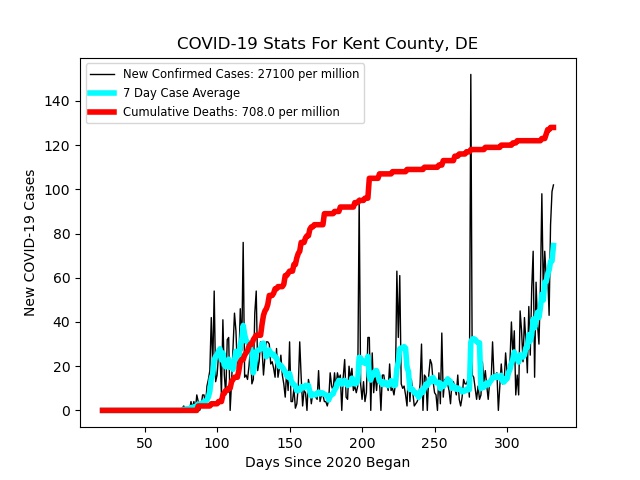 COVID-19 Stats For Kent County, DE
New Confirmed Cases: 27100 per million
7 Day Case Average
Cumulative Deaths: 708.0 per million
New COVID-19 Cases
140
120
100
80
60
40
20
0
50 100 150 200 250 300
Days Since 2020 Began